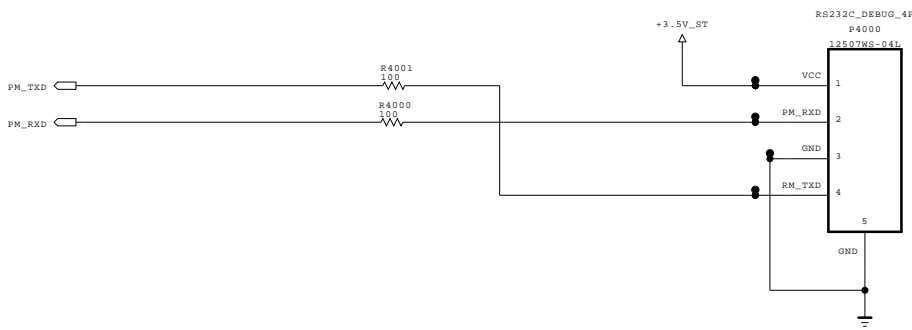 RS232C_DEBUG_4P
+3.5V_ST
P4000
12507WS-04L
R4001
100
VCC
1
PM_TXD
R4000
100
PM_RXD
2
PM_RXD
GND
3
RM_TXD
4
5
GND